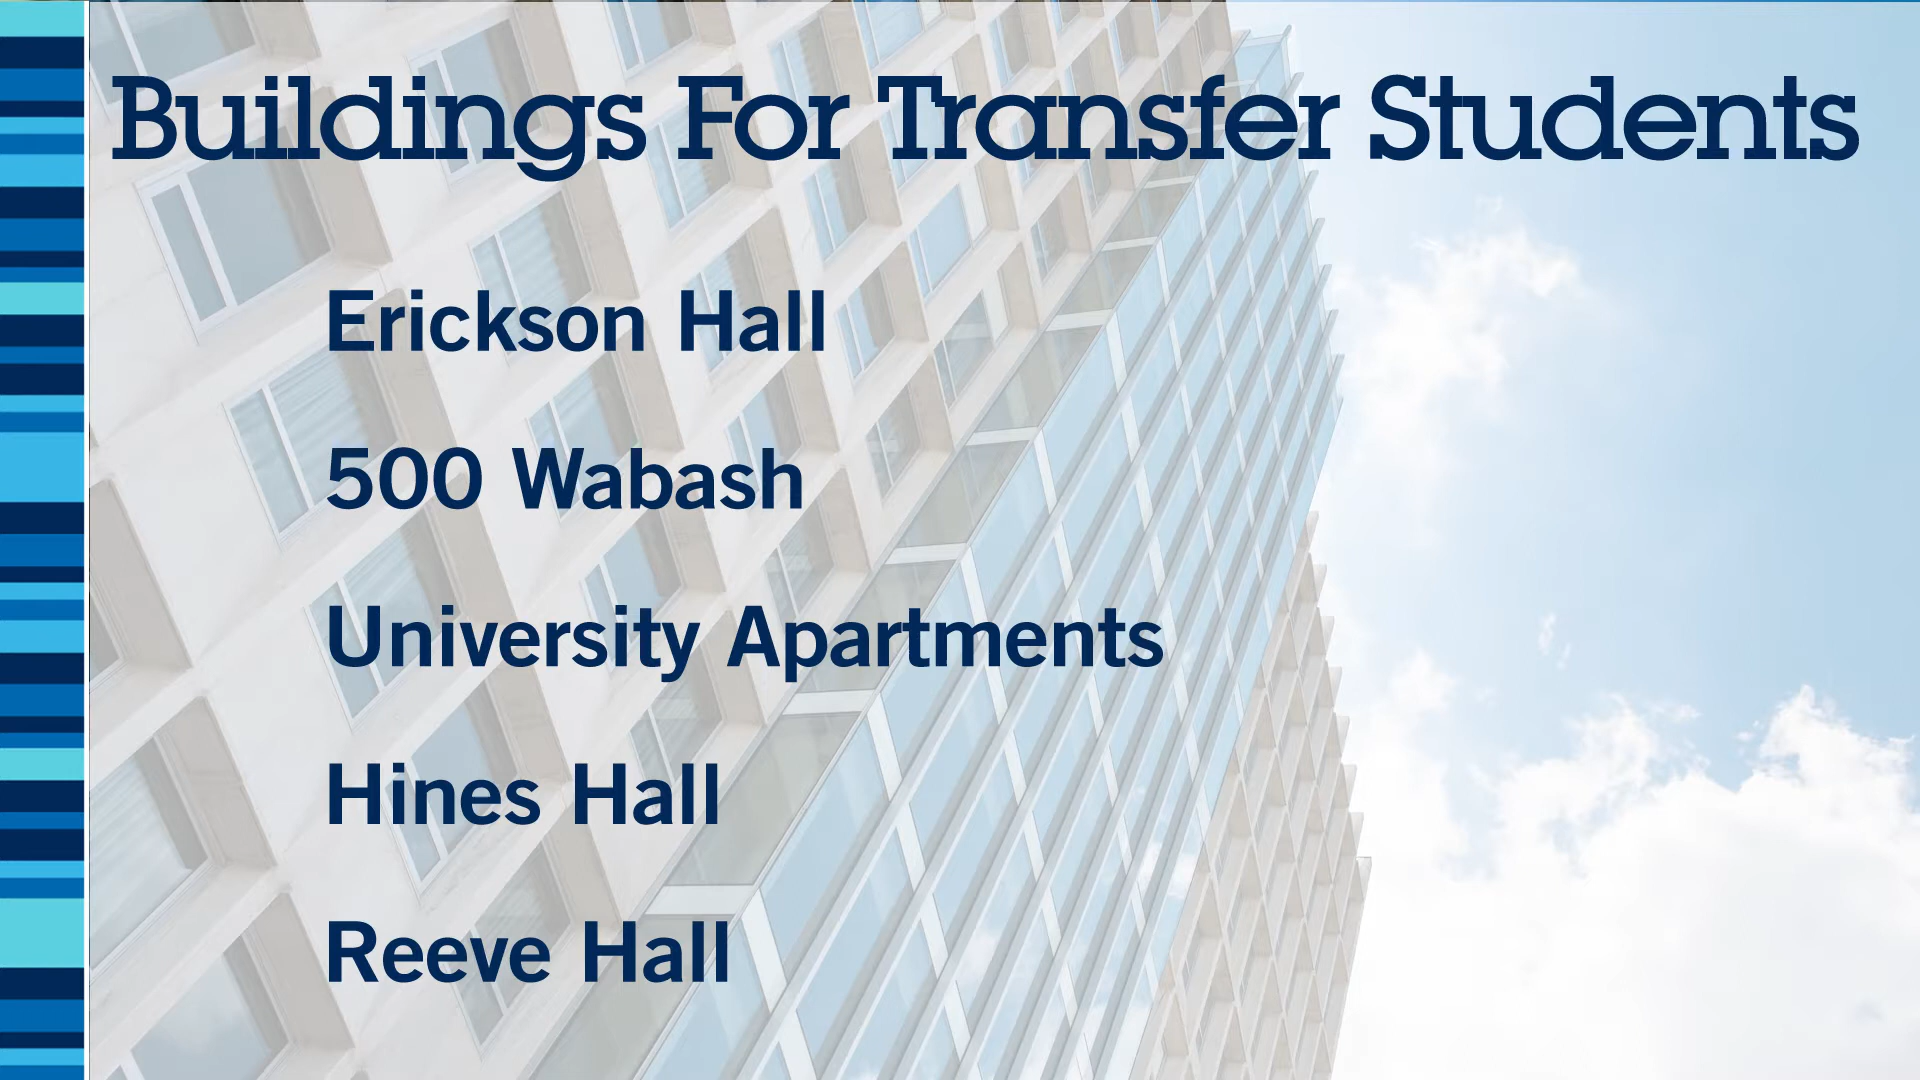 Buildings For Transfer Students
Erickson Hall
500 Wabash
University Apartments
Hines Hall
Reeve Hall